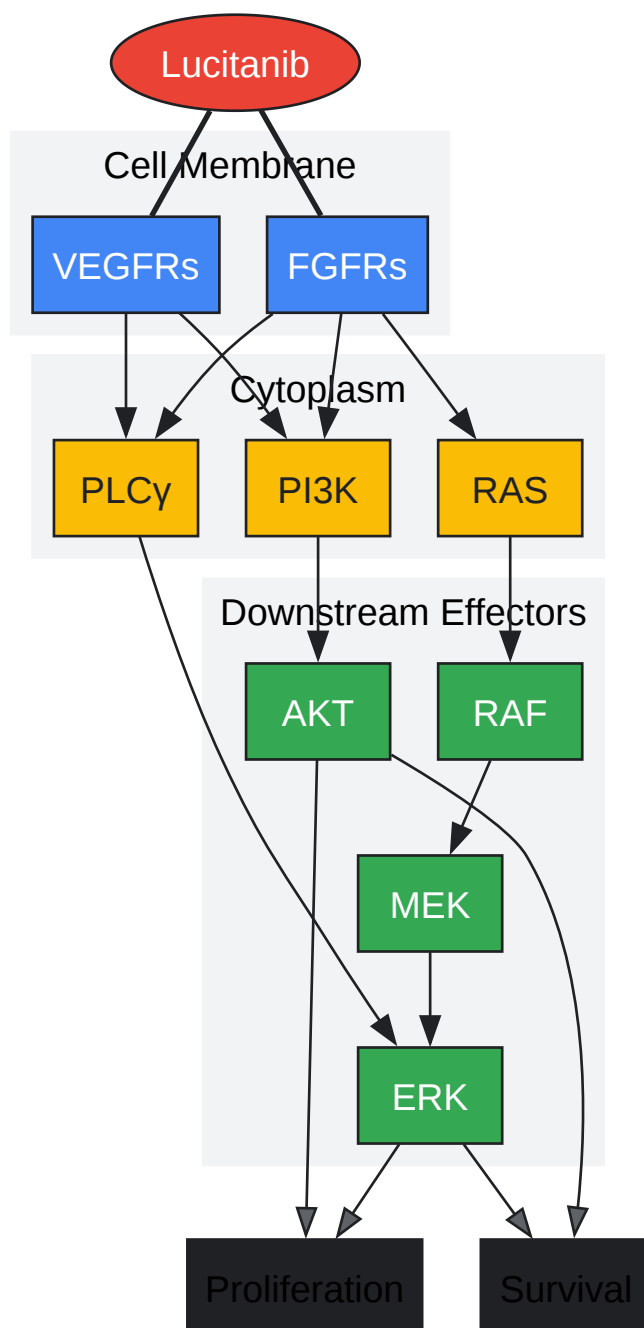 Lucitanib
Cell Membrane
VEGFRs
FGFRs
Cytoplasm
PLCγ
PI3K
RAS
Downstream Effectors
AKT
RAF
MEK
ERK
Proliferation
Survival